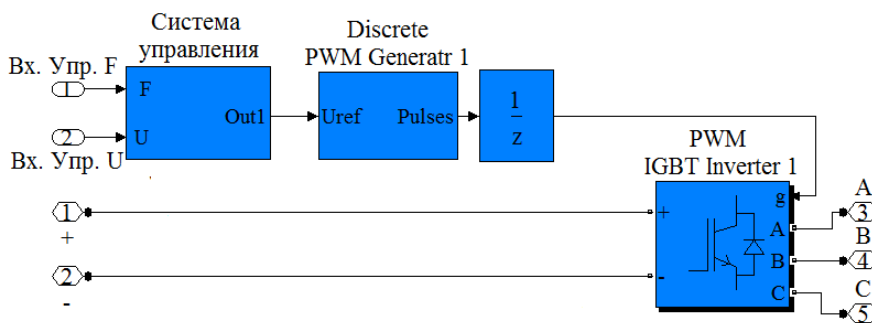 Система
управления
Discrete
PWM Generatr 1
Вх. Упр. F
1
F
Out1
Uref
Pulses
1
z
2
U
Вх. Упр. U
PWM
IGBT Inverter 1
g
1
+
+
A
A
3
B
B
4
2
-
-
C
C
5